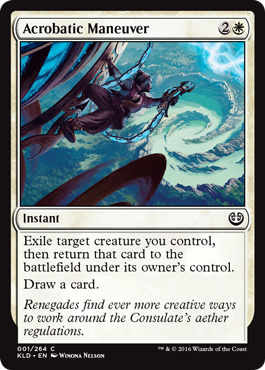 Acrobatic Maneuver 2
Instant
Exile target creature you control,
then return that card to the
battlefield under its owner's control.
Draw a card.
Renegades find ever more creative ways
to work around the Consulate's aether
regulations.
001/264 C
KLD • EN Winona Nelson
™ & © 2016 Wizards of the Coast